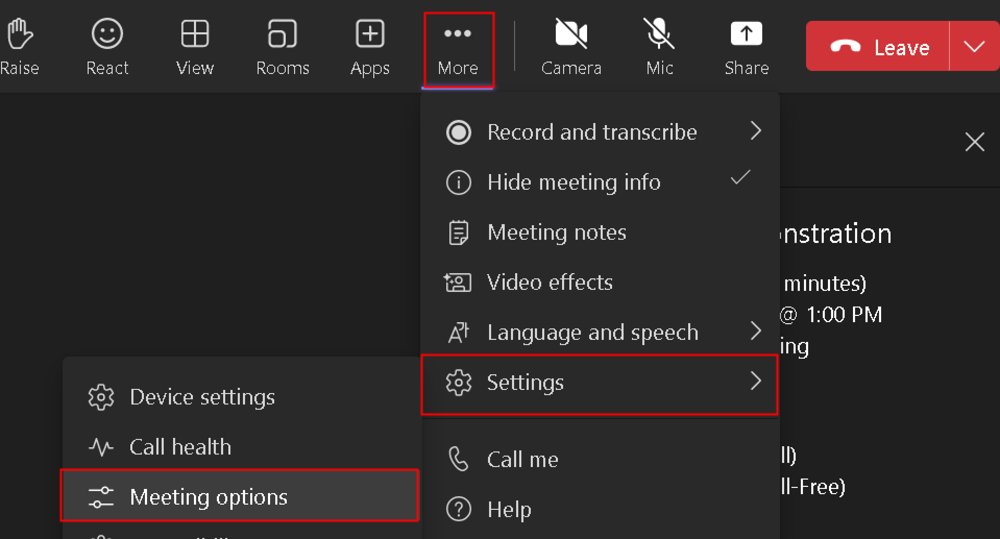 Raise React View Rooms Apps More Camera Mic Share Leave
Record and transcribe
Hide meeting info
Meeting notes
Video effects
Language and speech
Settings
Call me
Help
Device settings
Call health
Meeting options
nstration
minutes)
@ 1:00 PM
ing
ll)
ll-Free)